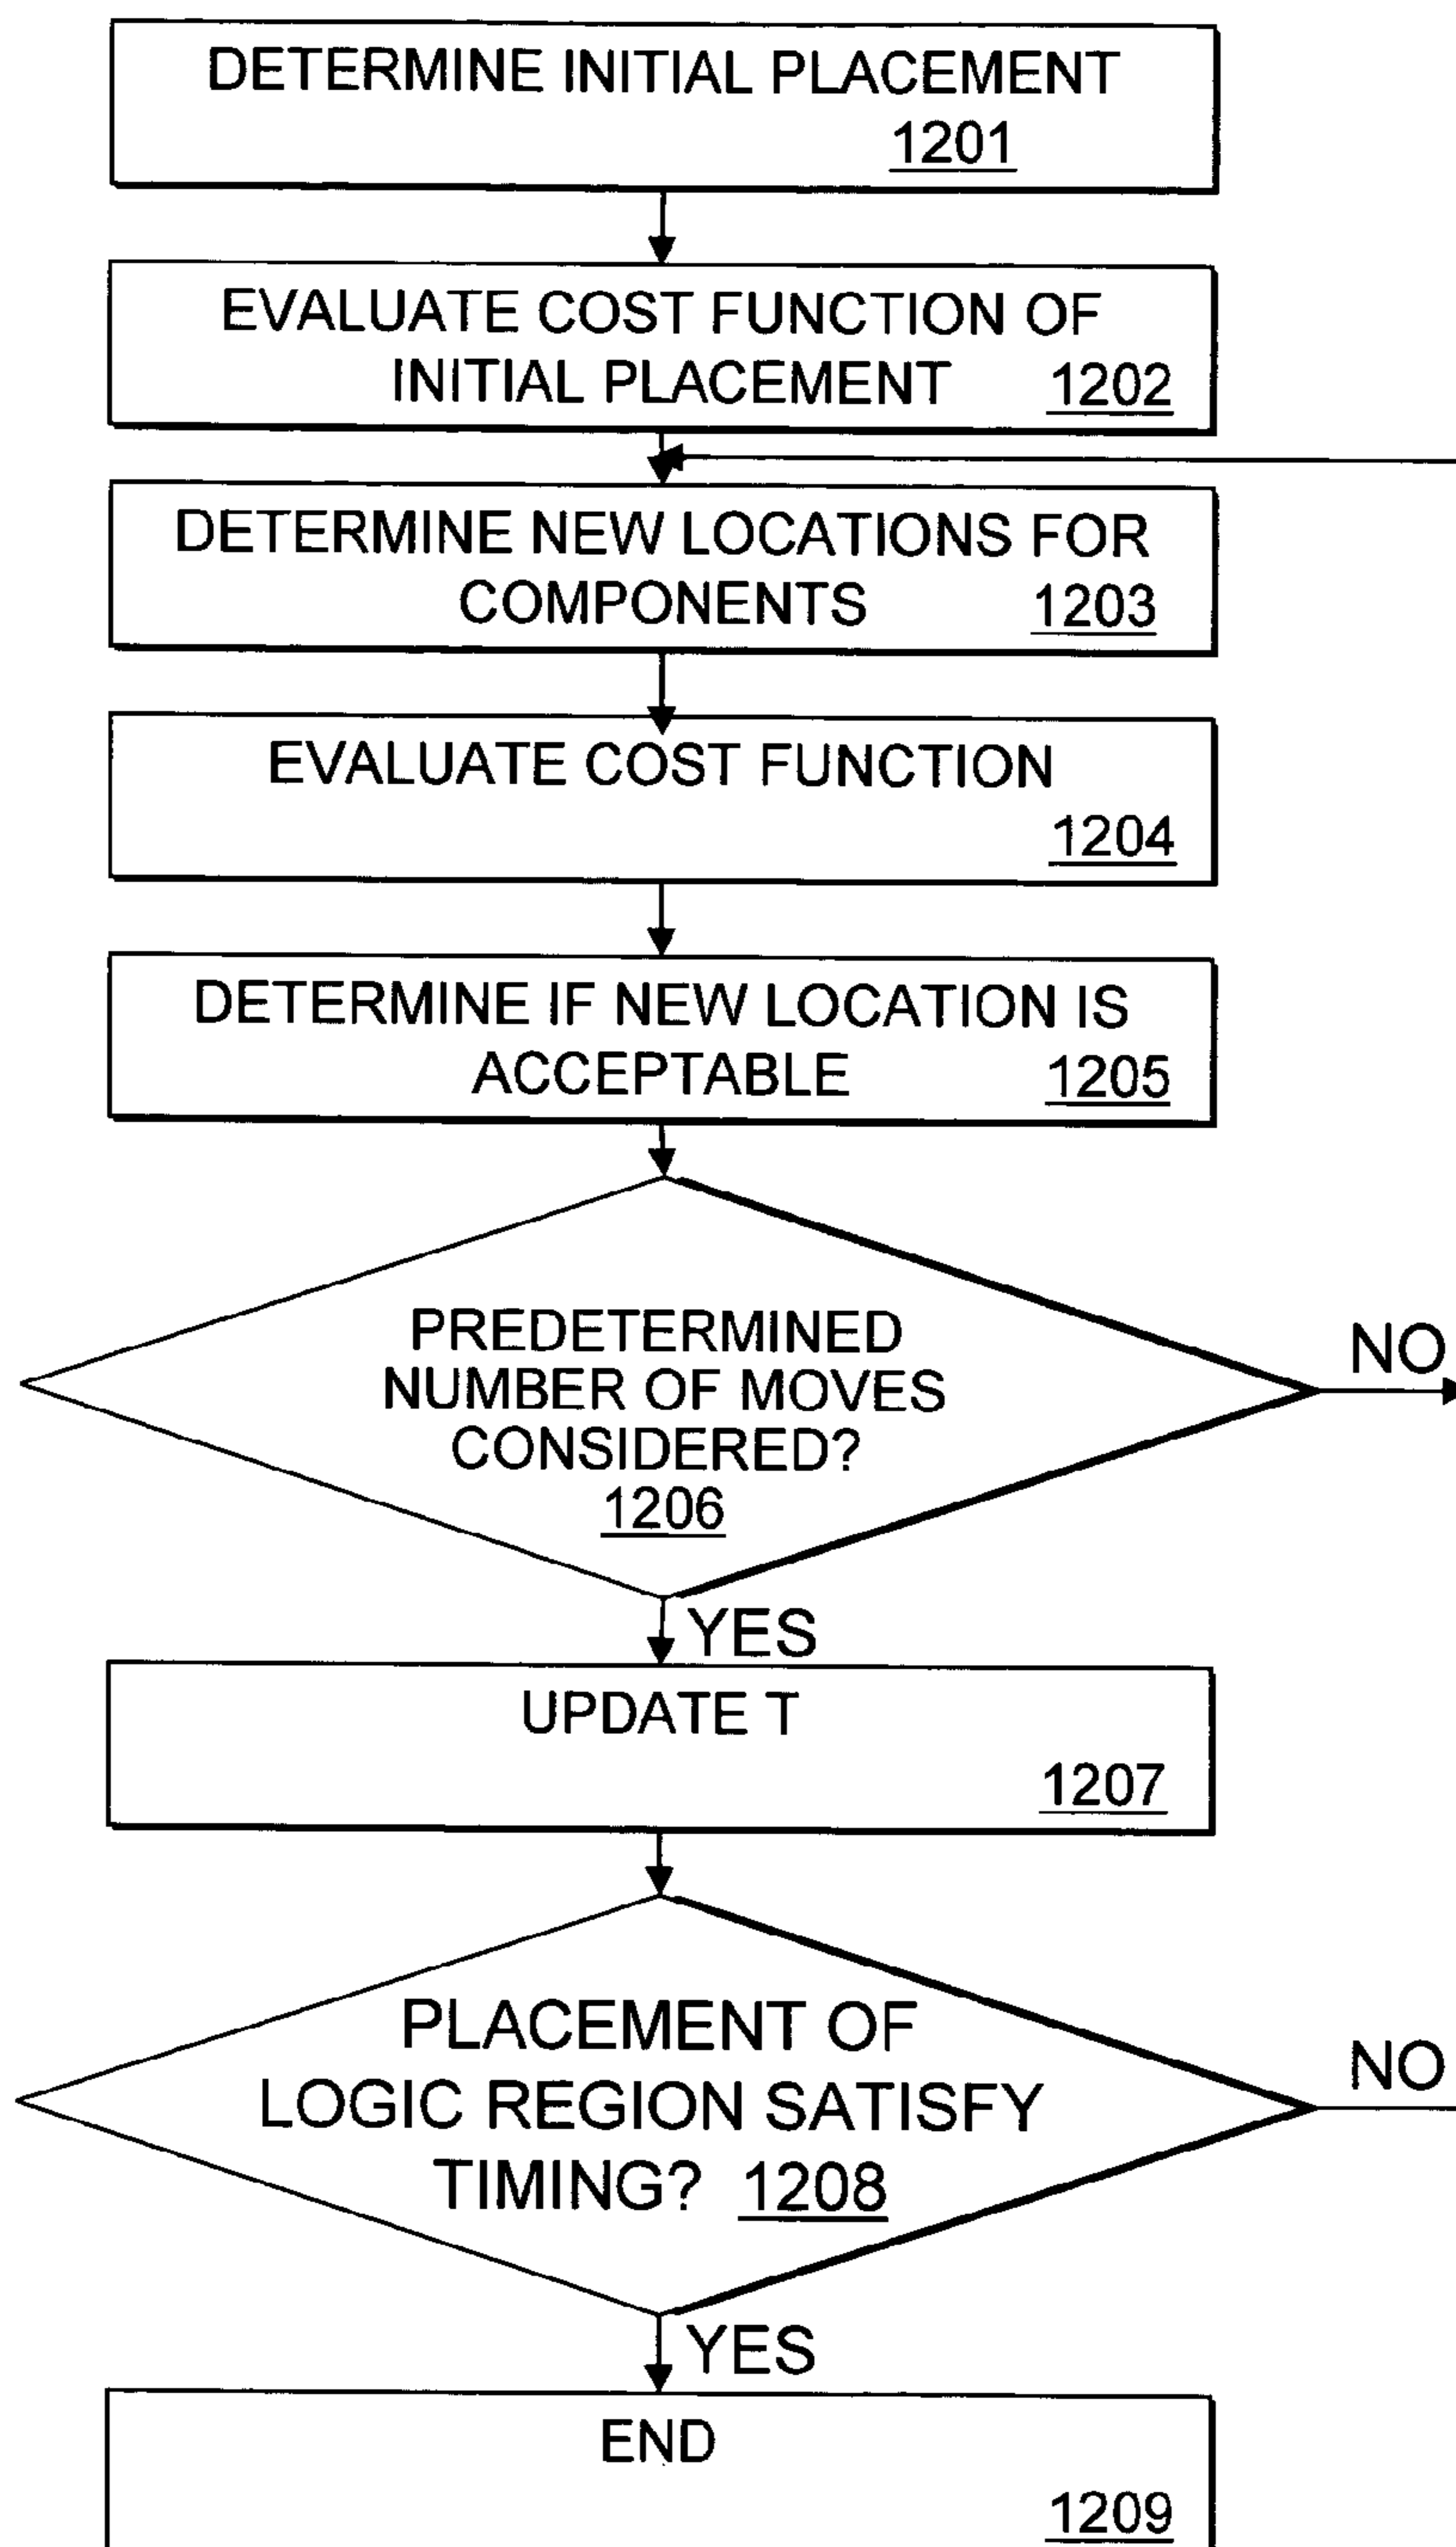 DETERMINE INITIAL PLACEMENT
1201
EVALUATE COST FUNCTION OF
INITIAL PLACEMENT 1202
DETERMINE NEW LOCATIONS FOR
COMPONENTS 1203
EVALUATE COST FUNCTION
1204
DETERMINE IF NEW LOCATION IS
ACCEPTABLE 1205
PREDETERMINED
NUMBER OF MOVES
CONSIDERED?
1206
NO
YES
UPDATE T
1207
PLACEMENT OF
LOGIC REGION SATISFY
TIMING? 1208
NO
YES
END
1209